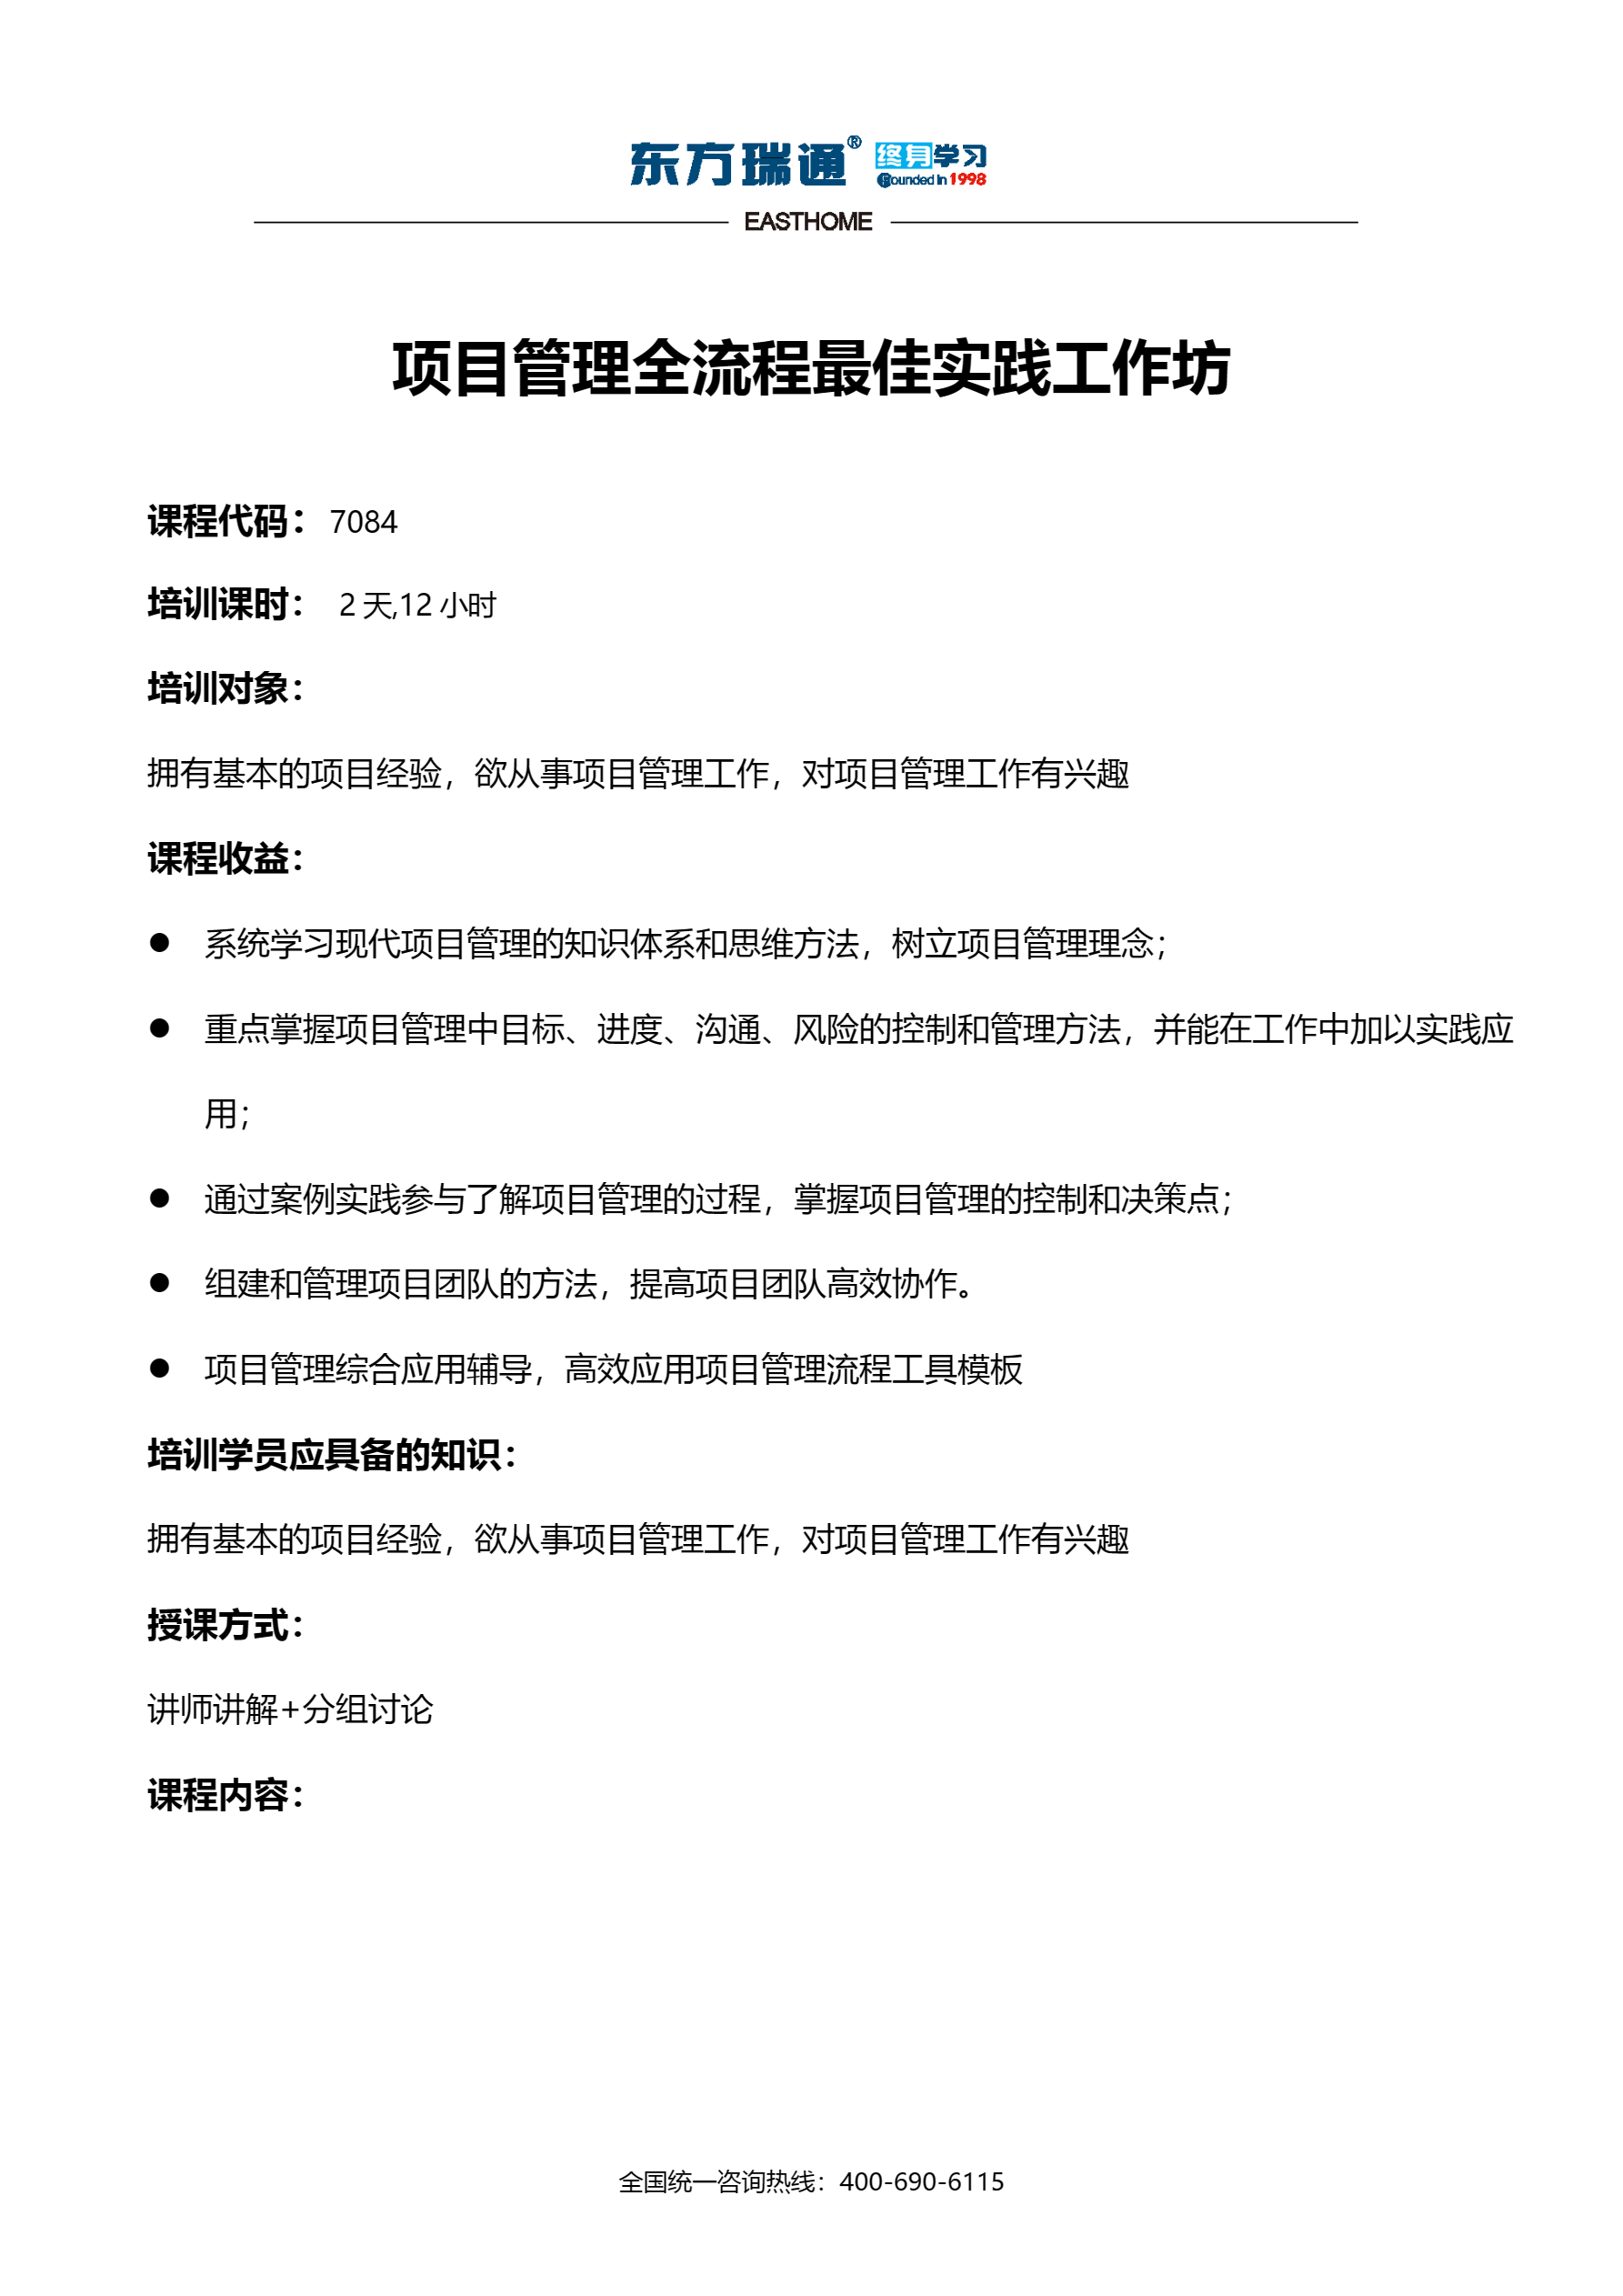 东方瑞通® 终身学习
Founded In 1998
EASTHOME
项目管理全流程最佳实践工作坊
课程代码：7084
培训课时： 2天,12小时
培训对象：
拥有基本的项目经验，欲从事项目管理工作，对项目管理工作有兴趣
课程收益：
● 系统学习现代项目管理的知识体系和思维方法，树立项目管理理念；
● 重点掌握项目管理中目标、进度、沟通、风险的控制和管理方法，并能在工作中加以实践应
用；
● 通过案例实践参与了解项目管理的过程，掌握项目管理的控制和决策点；
● 组建和管理项目团队的方法，提高项目团队高效协作。
● 项目管理综合应用辅导，高效应用项目管理流程工具模板
培训学员应具备的知识：
拥有基本的项目经验，欲从事项目管理工作，对项目管理工作有兴趣
授课方式：
讲师讲解+分组讨论
课程内容：
全国统一咨询热线：400-690-6115